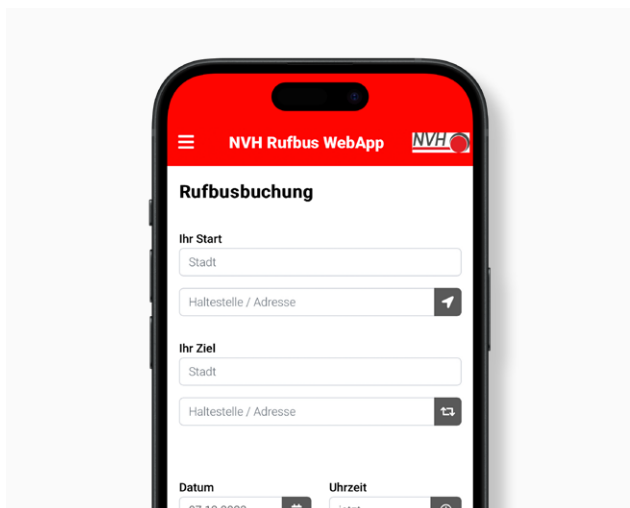 NVH Rufbus WebApp
NVH
Rufbusbuchung
Ihr Start
Stadt
Haltestelle / Adresse
Ihr Ziel
Stadt
Haltestelle / Adresse
Datum
Uhrzeit